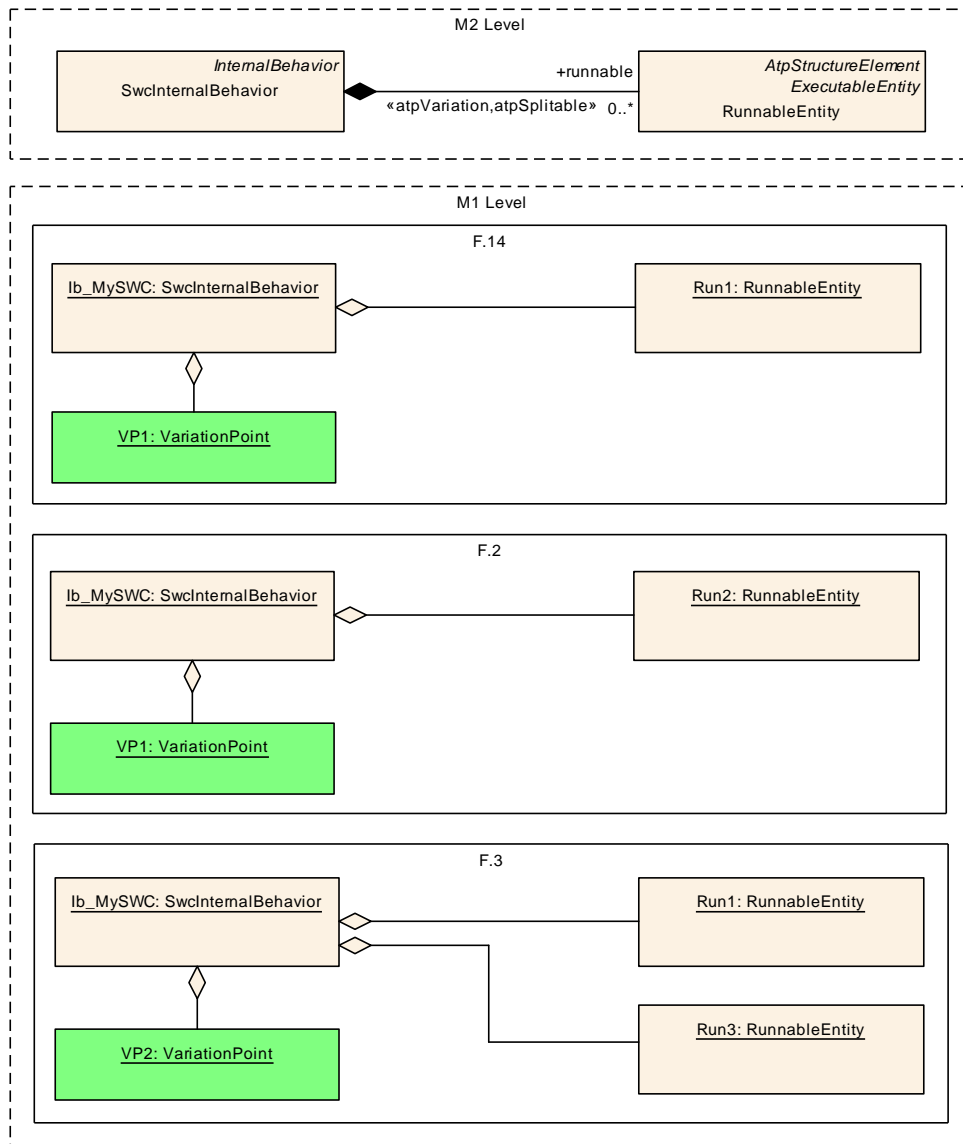 M2 Level
InternalBehavior
SwcInternalBehavior
+runnable
«atpVariation,atpSplitable» 0..*
AtpStructureElement
ExecutableEntity
RunnableEntity
M1 Level
F.14
Ib_MySWC: SwcInternalBehavior
Run1: RunnableEntity
VP1: VariationPoint
F.2
Ib_MySWC: SwcInternalBehavior
Run2: RunnableEntity
VP1: VariationPoint
F.3
Ib_MySWC: SwcInternalBehavior
Run1: RunnableEntity
Run3: RunnableEntity
VP2: VariationPoint